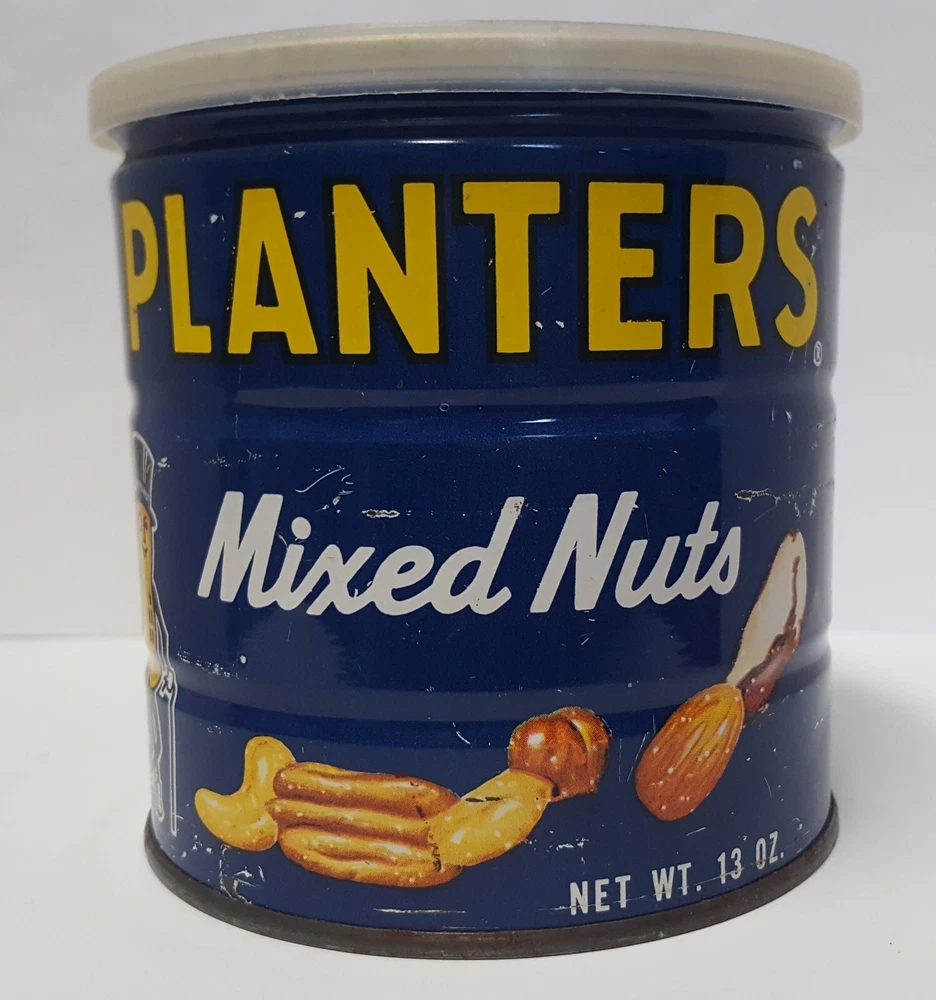 PLANTERS®
Mixed Nuts
NET WT. 13 OZ.